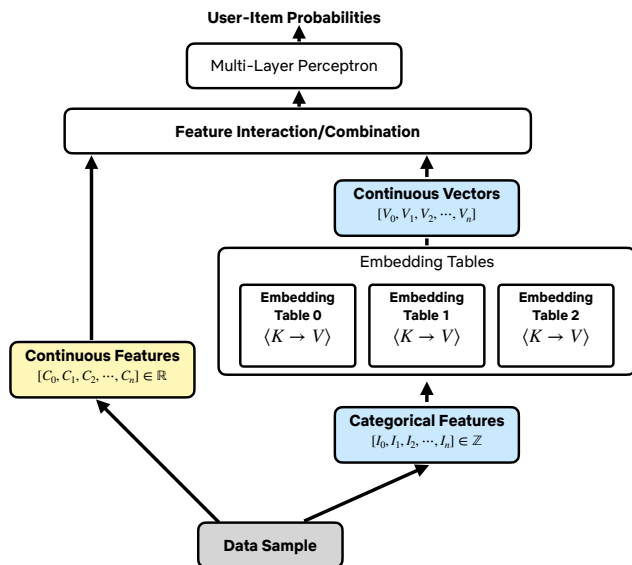 User-Item Probabilities
Multi-Layer Perceptron
Feature Interaction/Combination
Continuous Vectors
[V₀, V₁, V₂, ⋯, Vₙ]
Embedding Tables
Embedding
Table 0
⟨K → V⟩
Embedding
Table 1
⟨K → V⟩
Embedding
Table 2
⟨K → V⟩
Continuous Features
[C₀, C₁, C₂, ⋯, Cₙ] ∈ ℝ
Categorical Features
[I₀, I₁, I₂, ⋯, Iₙ] ∈ ℤ
Data Sample